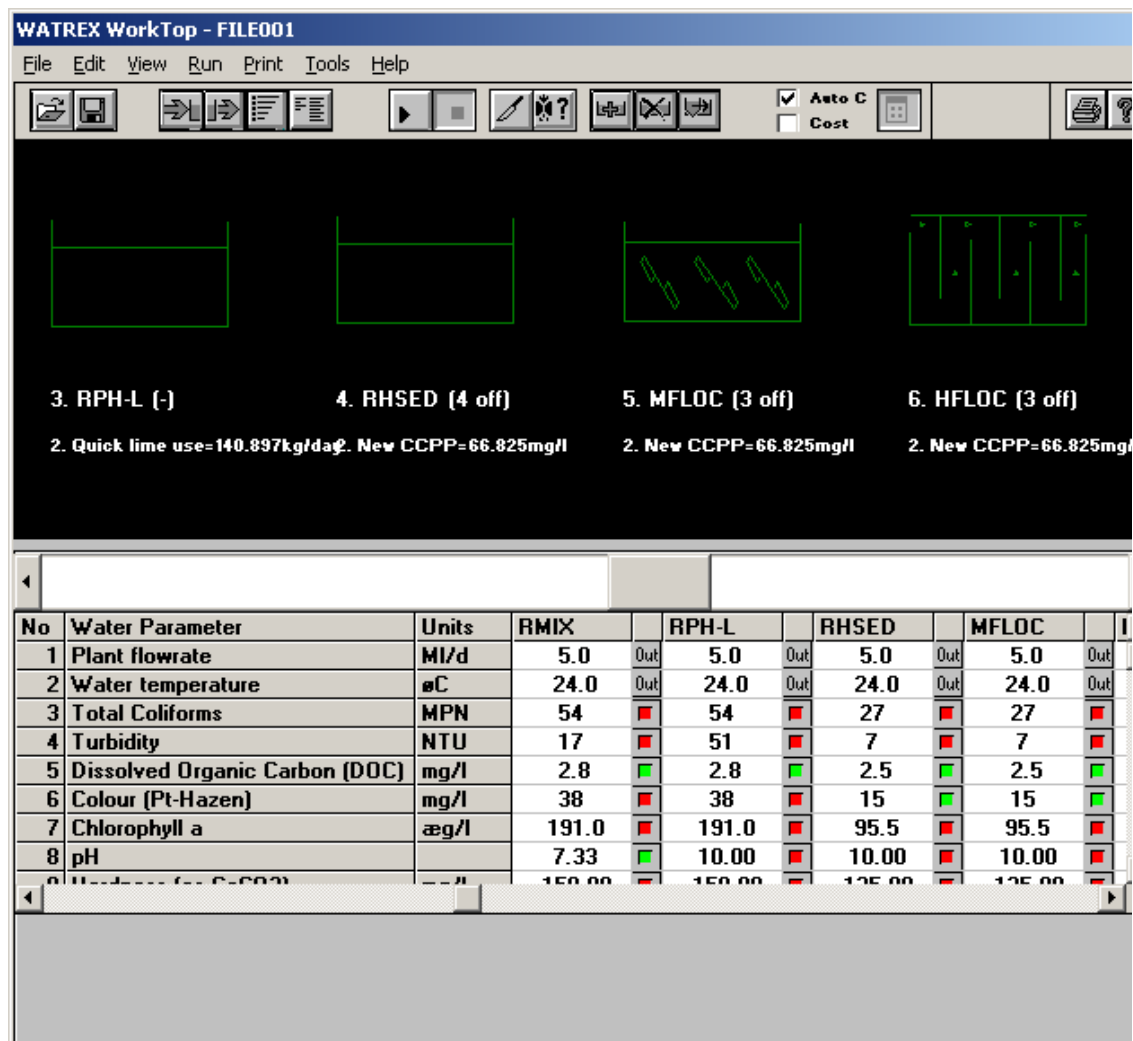 WATREX WorkTop - FILE001
File Edit View Run Print Tools Help
Auto C
Cost
3. RPH-L (-) 4. RHSED (4 off) 5. MFLOC (3 off) 6. HFLOC (3 off)
2. Quick lime use=140.897kg/day 2. New CCPP=66.825mg/l 2. New CCPP=66.825mg/l 2. New CCPP=66.825mg/
No Water Parameter Units RMIX RPH-L RHSED MFLOC
1 Plant flowrate Ml/d 5.0 Out 5.0 Out 5.0 Out 5.0 Out
2 Water temperature øC 24.0 Out 24.0 Out 24.0 Out 24.0 Out
3 Total Coliforms MPN 54 54 27 27
4 Turbidity NTU 17 51 7 7
5 Dissolved Organic Carbon (DOC) mg/l 2.8 2.8 2.5 2.5
6 Colour (Pt-Hazen) mg/l 38 38 15 15
7 Chlorophyll a æg/l 191.0 191.0 95.5 95.5
8 pH 7.33 10.00 10.00 10.00